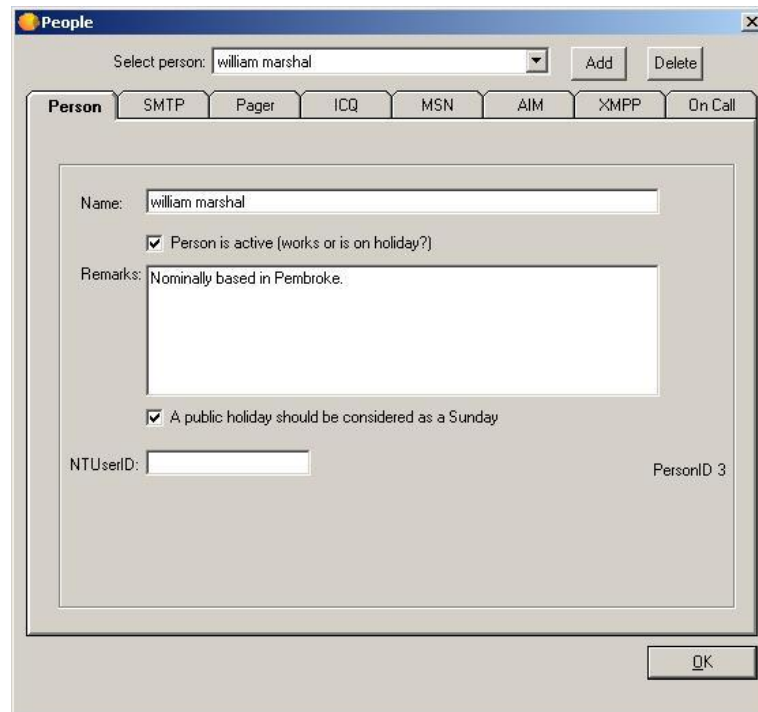 People
Select person: william marshal Add Delete
Person SMTP Pager ICQ MSN AIM XMPP On Call
Name: william marshal
Person is active (works or is on holiday?)
Remarks: Nominally based in Pembroke.
A public holiday should be considered as a Sunday
NTUserID:
PersonID 3
OK